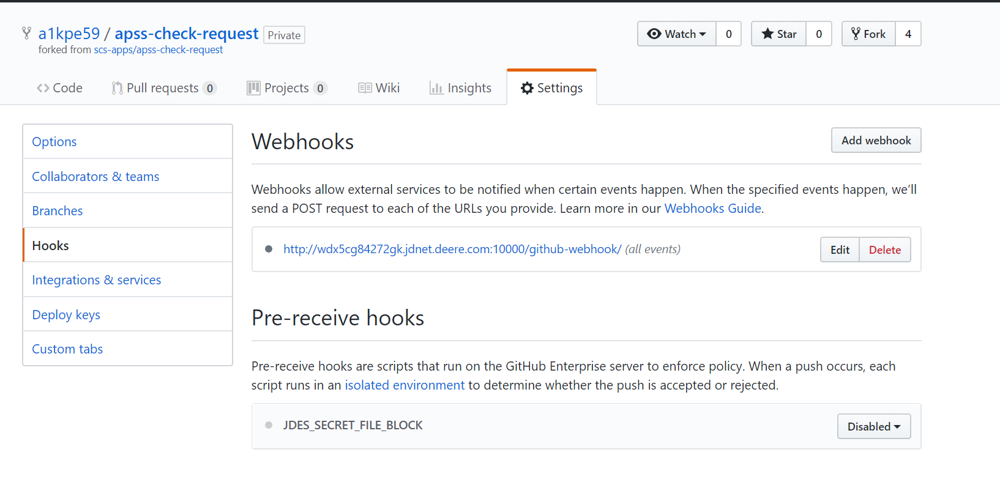 a1kpe59 / apss-check-request Private
forked from scs-apps/apss-check-request
Watch 0 Star 0 Fork 4
Code Pull requests 0 Projects 0 Wiki Insights Settings
Options
Collaborators & teams
Branches
Hooks
Integrations & services
Deploy keys
Custom tabs
Webhooks
Add webhook
Webhooks allow external services to be notified when certain events happen. When the specified events happen, we’ll
send a POST request to each of the URLs you provide. Learn more in our Webhooks Guide.
http://wdx5cg84272gk.jdnet.deere.com:10000/github-webhook/ (all events)
Edit Delete
Pre-receive hooks
Pre-receive hooks are scripts that run on the GitHub Enterprise server to enforce policy. When a push occurs, each
script runs in an isolated environment to determine whether the push is accepted or rejected.
JDES_SECRET_FILE_BLOCK
Disabled